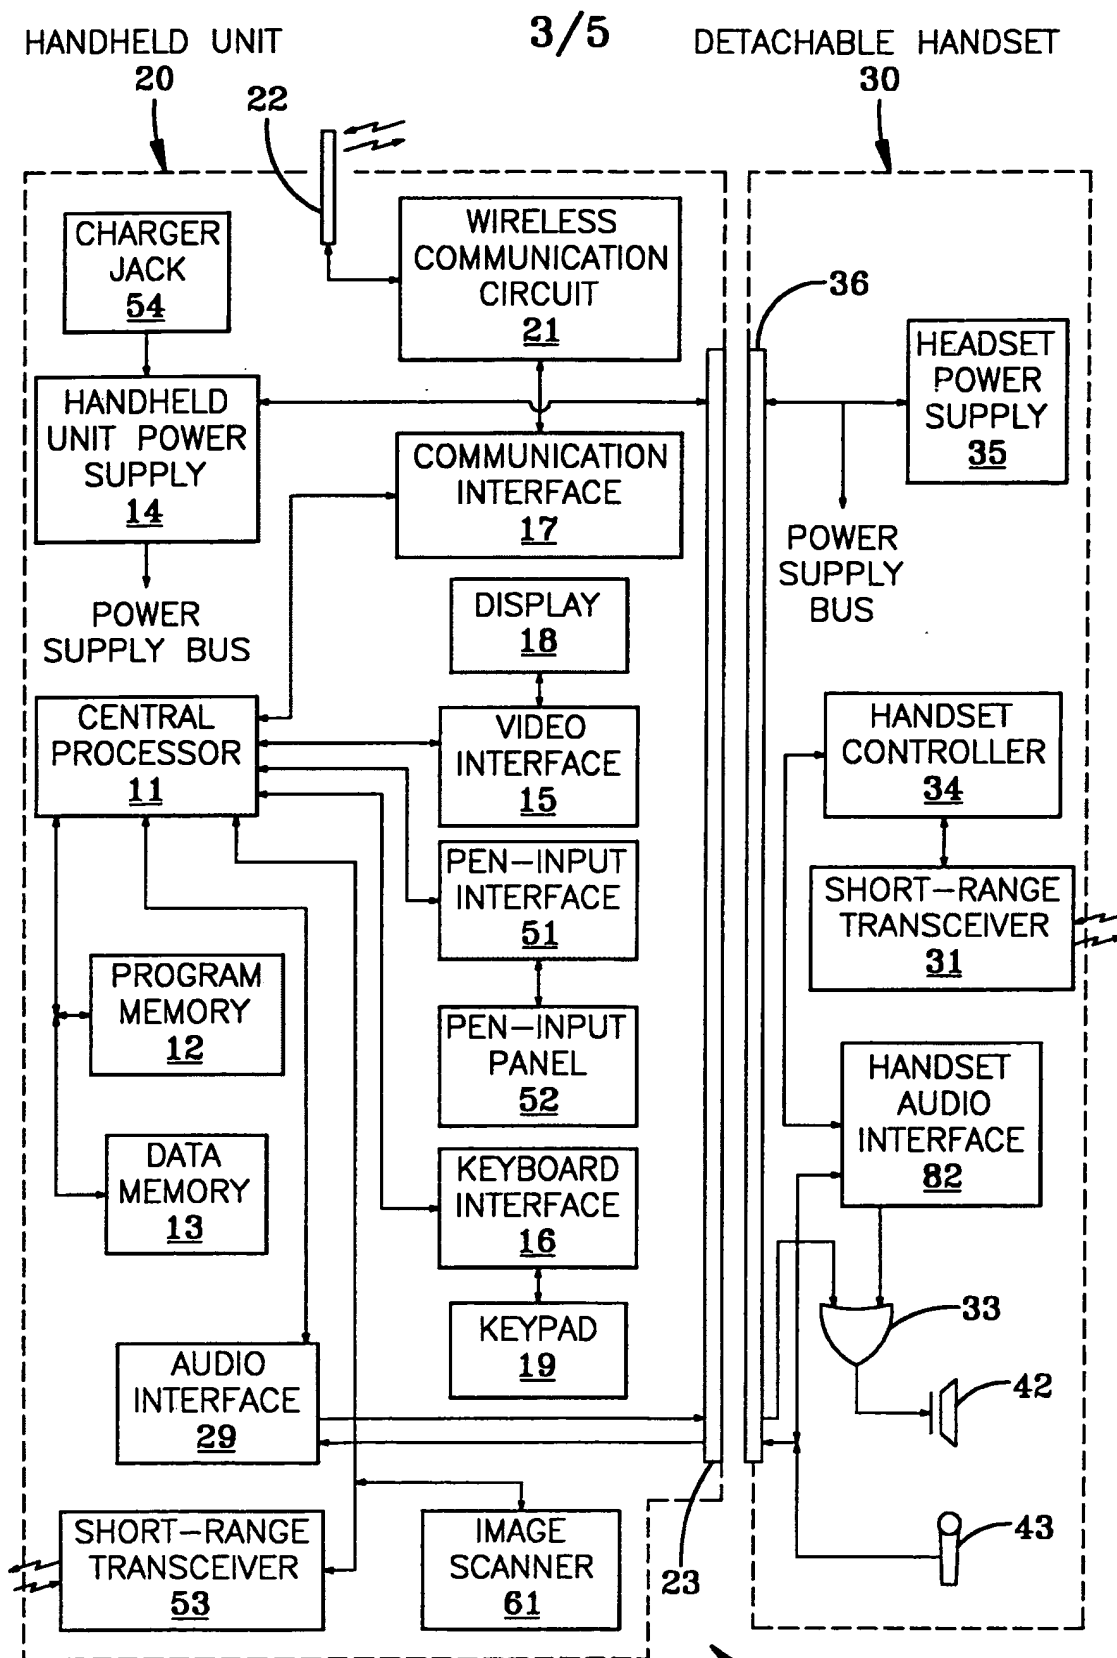 3/5
HANDHELD UNIT
20
DETACHABLE HANDSET
30
22
CHARGER
JACK
54
WIRELESS
COMMUNICATION
CIRCUIT
21
36
HANDHELD
UNIT POWER
SUPPLY
14
HEADSET
POWER
SUPPLY
35
COMMUNICATION
INTERFACE
17
POWER
SUPPLY BUS
POWER
SUPPLY
BUS
DISPLAY
18
CENTRAL
PROCESSOR
11
VIDEO
INTERFACE
15
HANDSET
CONTROLLER
34
PEN-INPUT
INTERFACE
51
SHORT-RANGE
TRANSCEIVER
31
PROGRAM
MEMORY
12
PEN-INPUT
PANEL
52
HANDSET
AUDIO
INTERFACE
82
DATA
MEMORY
13
KEYBOARD
INTERFACE
16
33
KEYPAD
19
AUDIO
INTERFACE
29
42
SHORT-RANGE
TRANSCEIVER
53
IMAGE
SCANNER
61
23
43